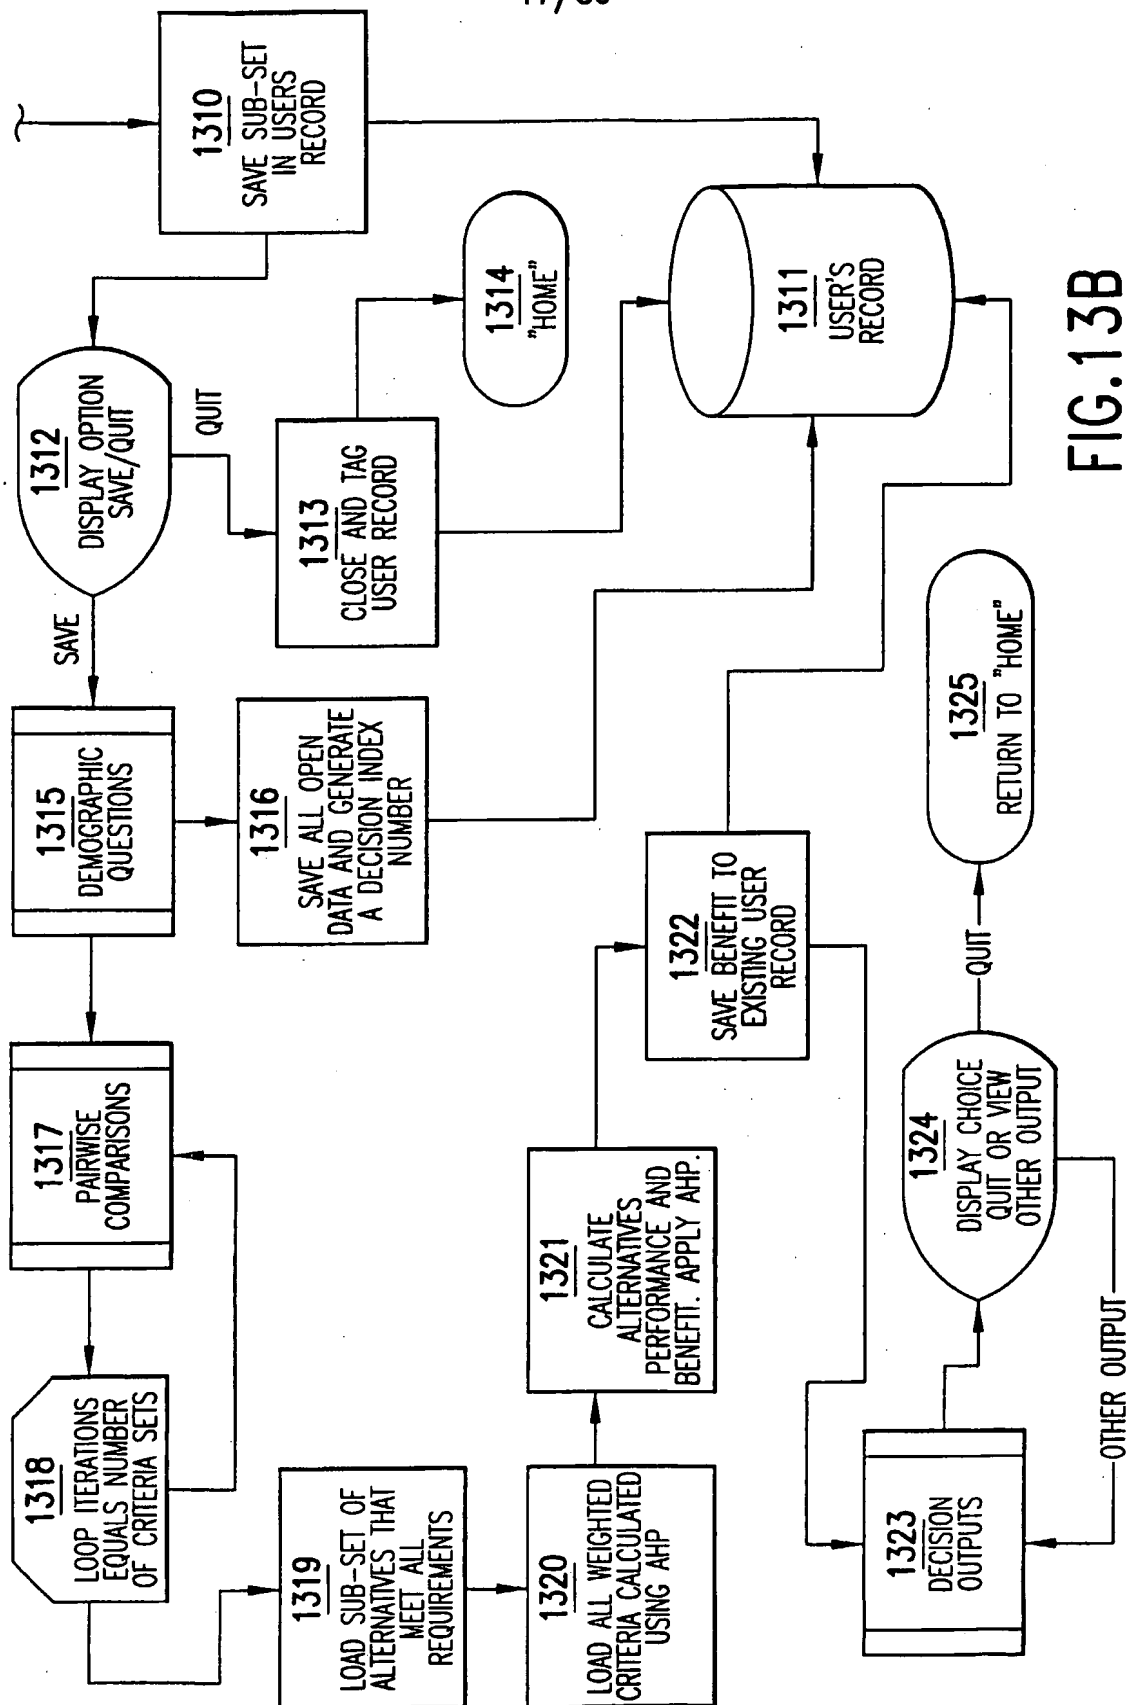 1310
SAVE SUB-SET
IN USERS
RECORD
1312
DISPLAY OPTION
SAVE/QUIT
SAVE
QUIT
1313
CLOSE AND TAG
USER RECORD
1314
"HOME"
1311
USER'S
RECORD
1315
DEMOGRAPHIC
QUESTIONS
1316
SAVE ALL OPEN
DATA AND GENERATE
A DECISION INDEX
NUMBER
1317
PAIRWISE
COMPARISONS
1318
LOOP ITERATIONS
EQUALS NUMBER
OF CRITERIA SETS
1319
LOAD SUB-SET OF
ALTERNATIVES THAT
MEET ALL
REQUIREMENTS
1320
LOAD ALL WEIGHTED
CRITERIA CALCULATED
USING AHP
1321
CALCULATE
ALTERNATIVES
PERFORMANCE AND
BENEFIT. APPLY AHP.
1322
SAVE BENEFIT TO
EXISTING USER
RECORD
1323
DECISION
OUTPUTS
1324
DISPLAY CHOICE
QUIT OR VIEW
OTHER OUTPUT
QUIT
OTHER OUTPUT
1325
RETURN TO "HOME"
FIG.13B